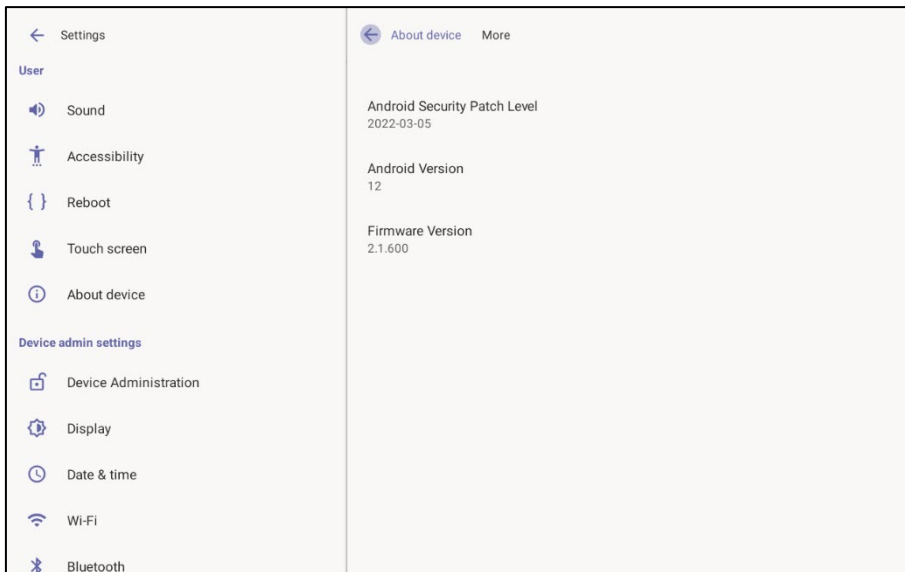 Settings
User
Sound
Accessibility
Reboot
Touch screen
About device
Device admin settings
Device Administration
Display
Date & time
Wi-Fi
Bluetooth
About device More
Android Security Patch Level
2022-03-05
Android Version
12
Firmware Version
2.1.600